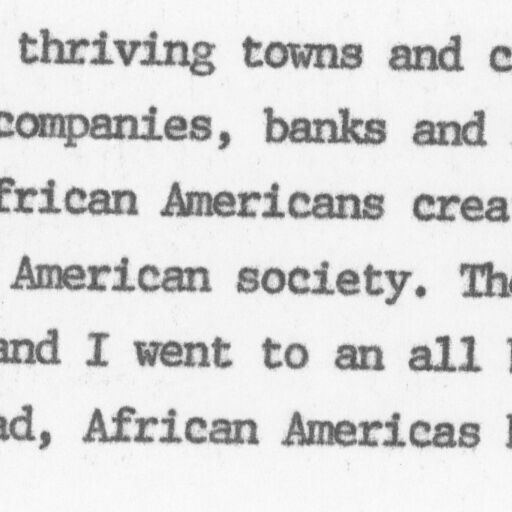 thriving towns and c
companies, banks and
frican Americans crea
American society. The
and I went to an all
ad, African Americas